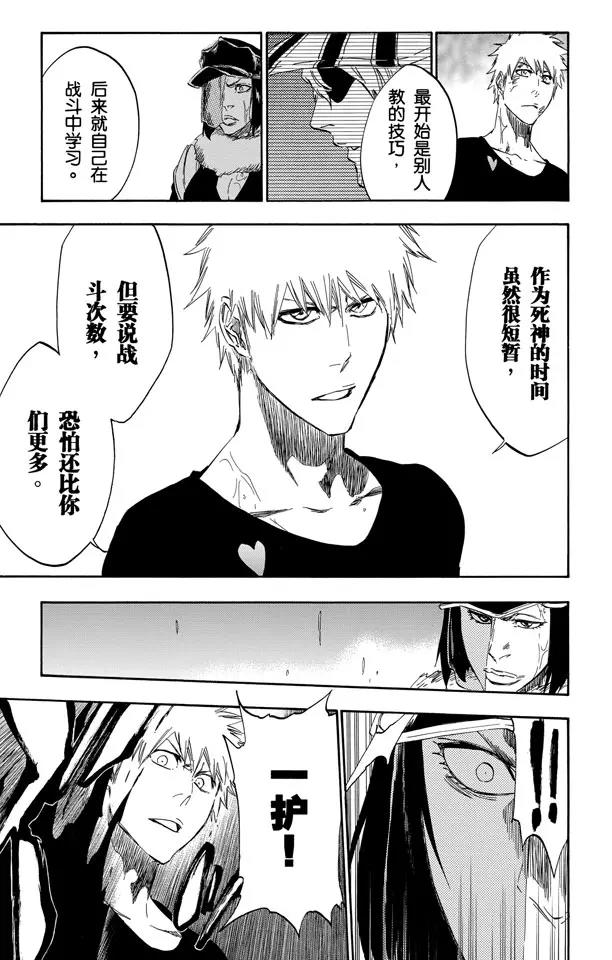 最开始是别人
教的技巧，
后来就自己在
战斗中学习。
作为死神的时间
虽然很短暂，
但要说战
斗次数，
恐怕还比你
们更多。
!!
一护！